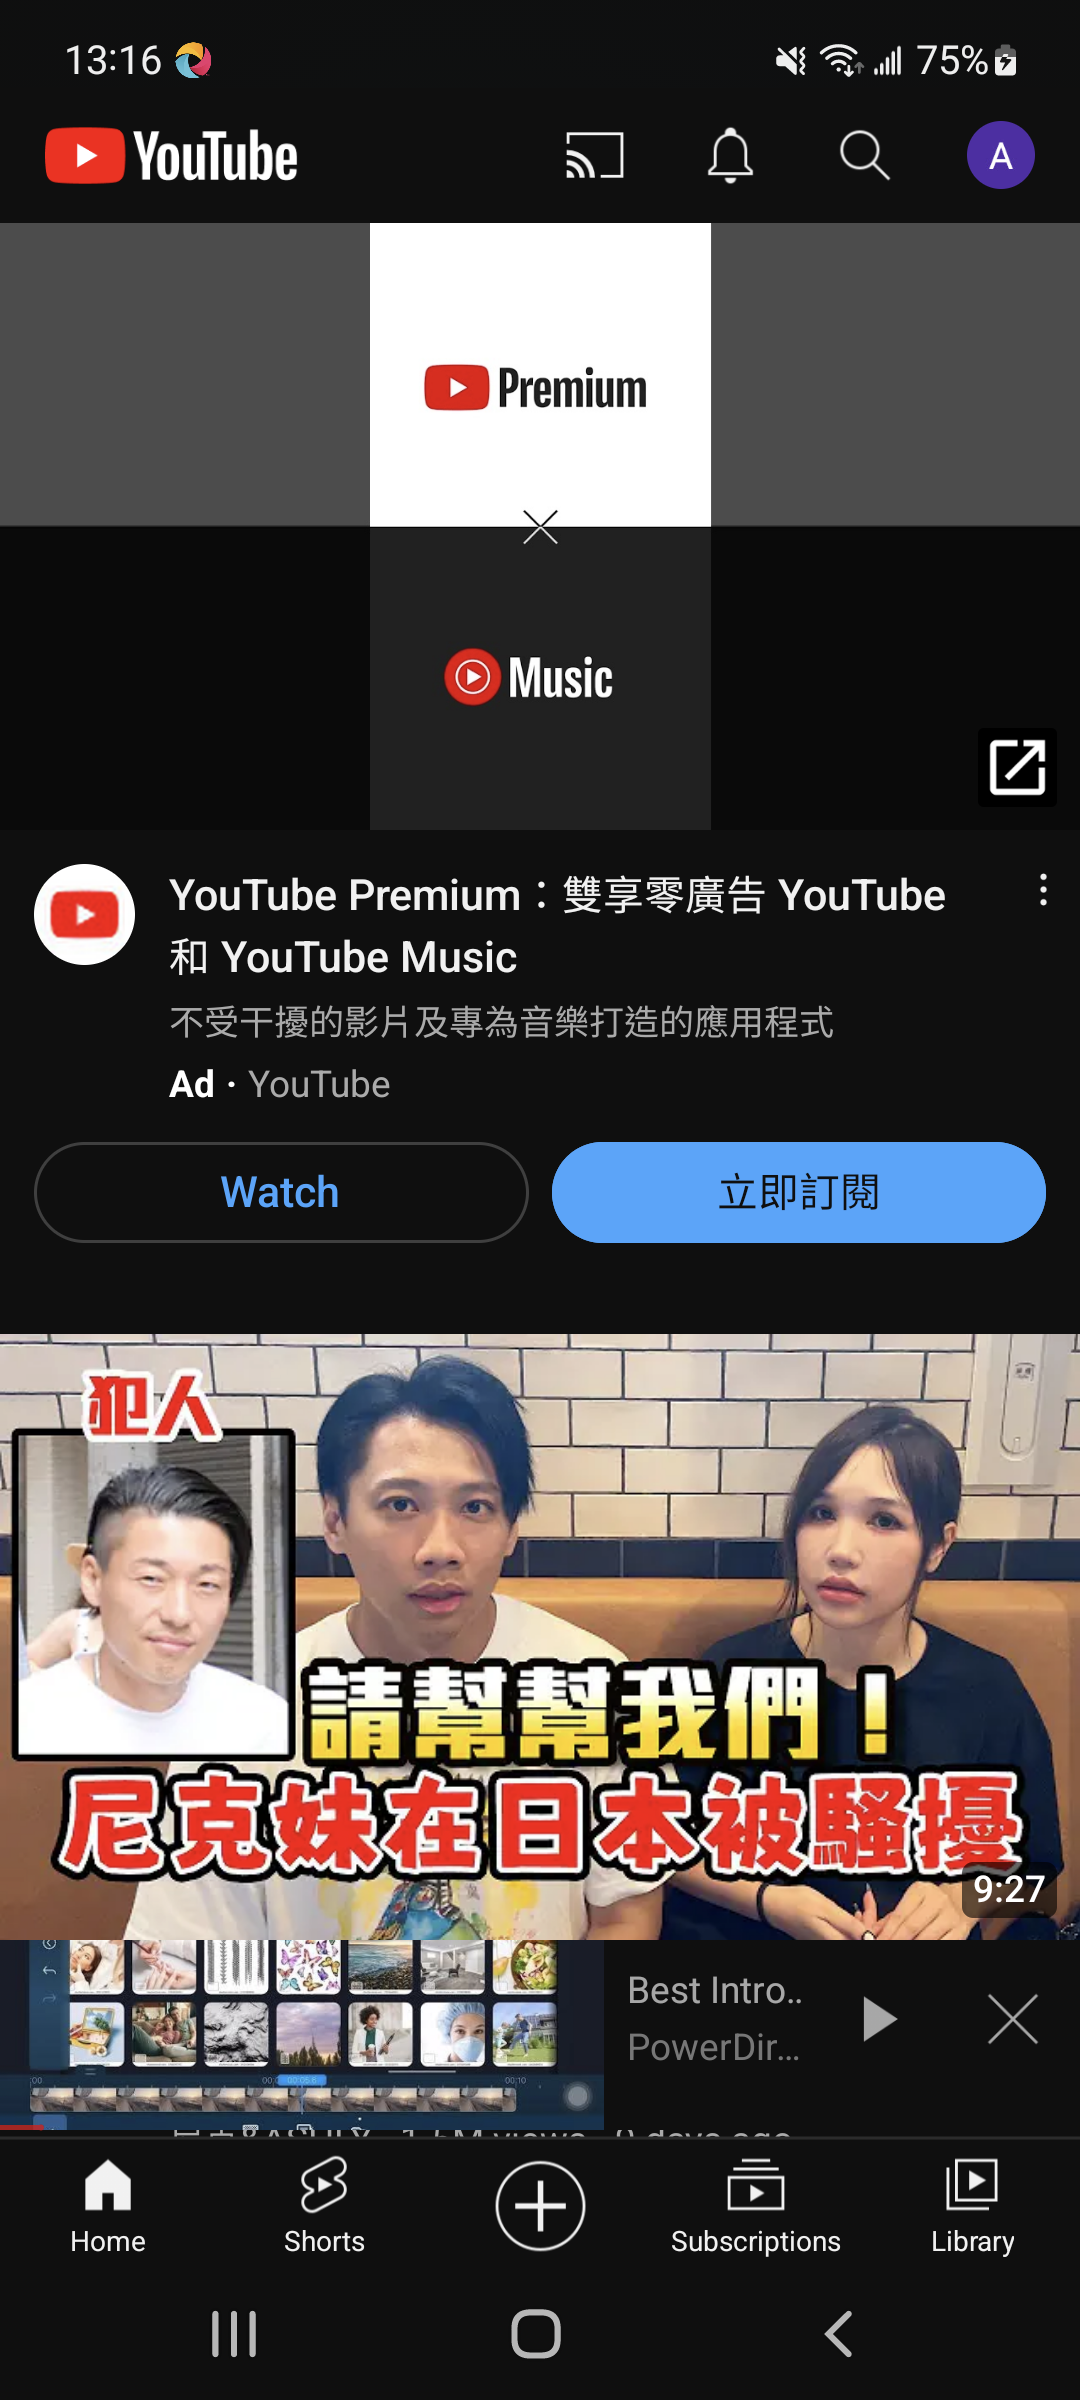 13:16
75%
YouTube
A
Premium
Music
YouTube Premium：雙享零廣告 YouTube
和 YouTube Music
不受干擾的影片及專為音樂打造的應用程式
Ad · YouTube
Watch
立即訂閱
犯人
請幫幫我們！
尼克妹在日本被騷擾
9:27
Best Intro..
PowerDir...
Home
Shorts
Subscriptions
Library